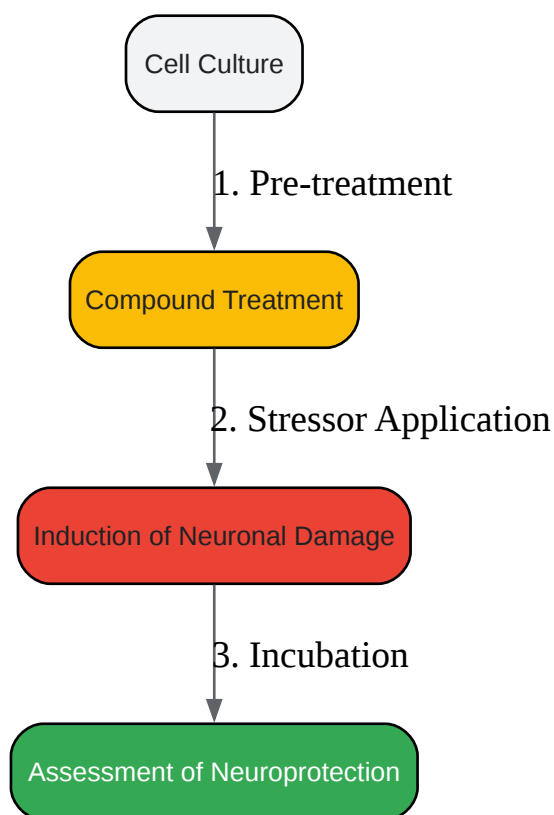 Cell Culture
1. Pre-treatment
Compound Treatment
2. Stressor Application
Induction of Neuronal Damage
3. Incubation
Assessment of Neuroprotection